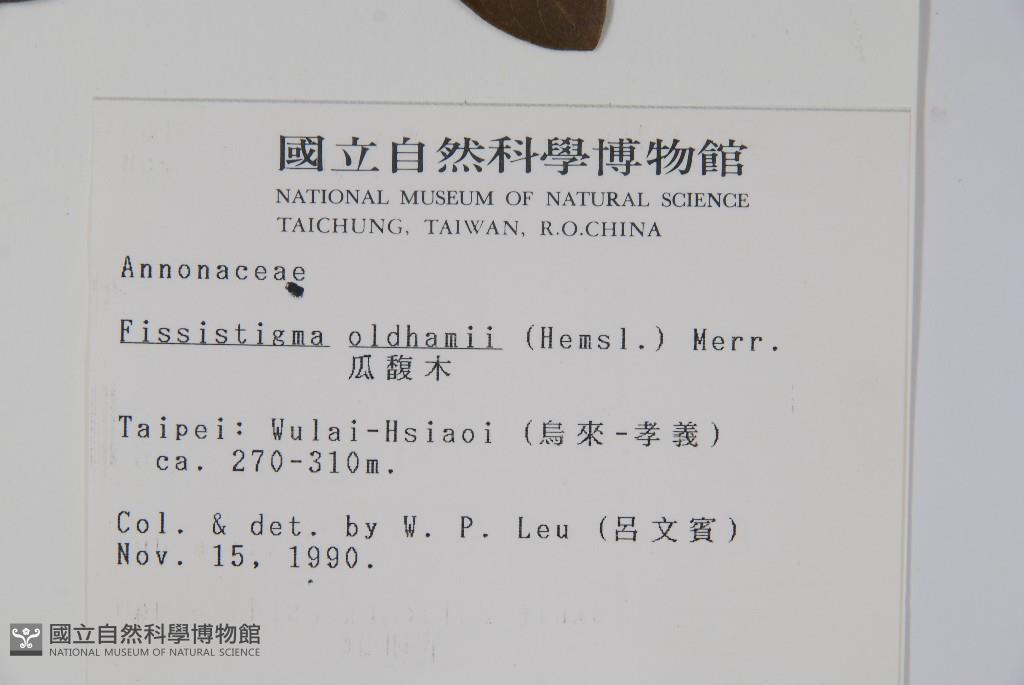 國立自然科學博物館
NATIONAL MUSEUM OF NATURAL SCIENCE
TAICHUNG, TAIWAN, R.O.CHINA
Annonaceae
Fissistigma oldhamii (Hemsl.) Merr.
瓜馥木
Taipei: Wulai-Hsiaoi (烏來-孝義)
ca. 270-310m.
Col. & det. by W. P. Leu (呂文賓)
Nov. 15, 1990.
國立自然科學博物館
NATIONAL MUSEUM OF NATURAL SCIENCE